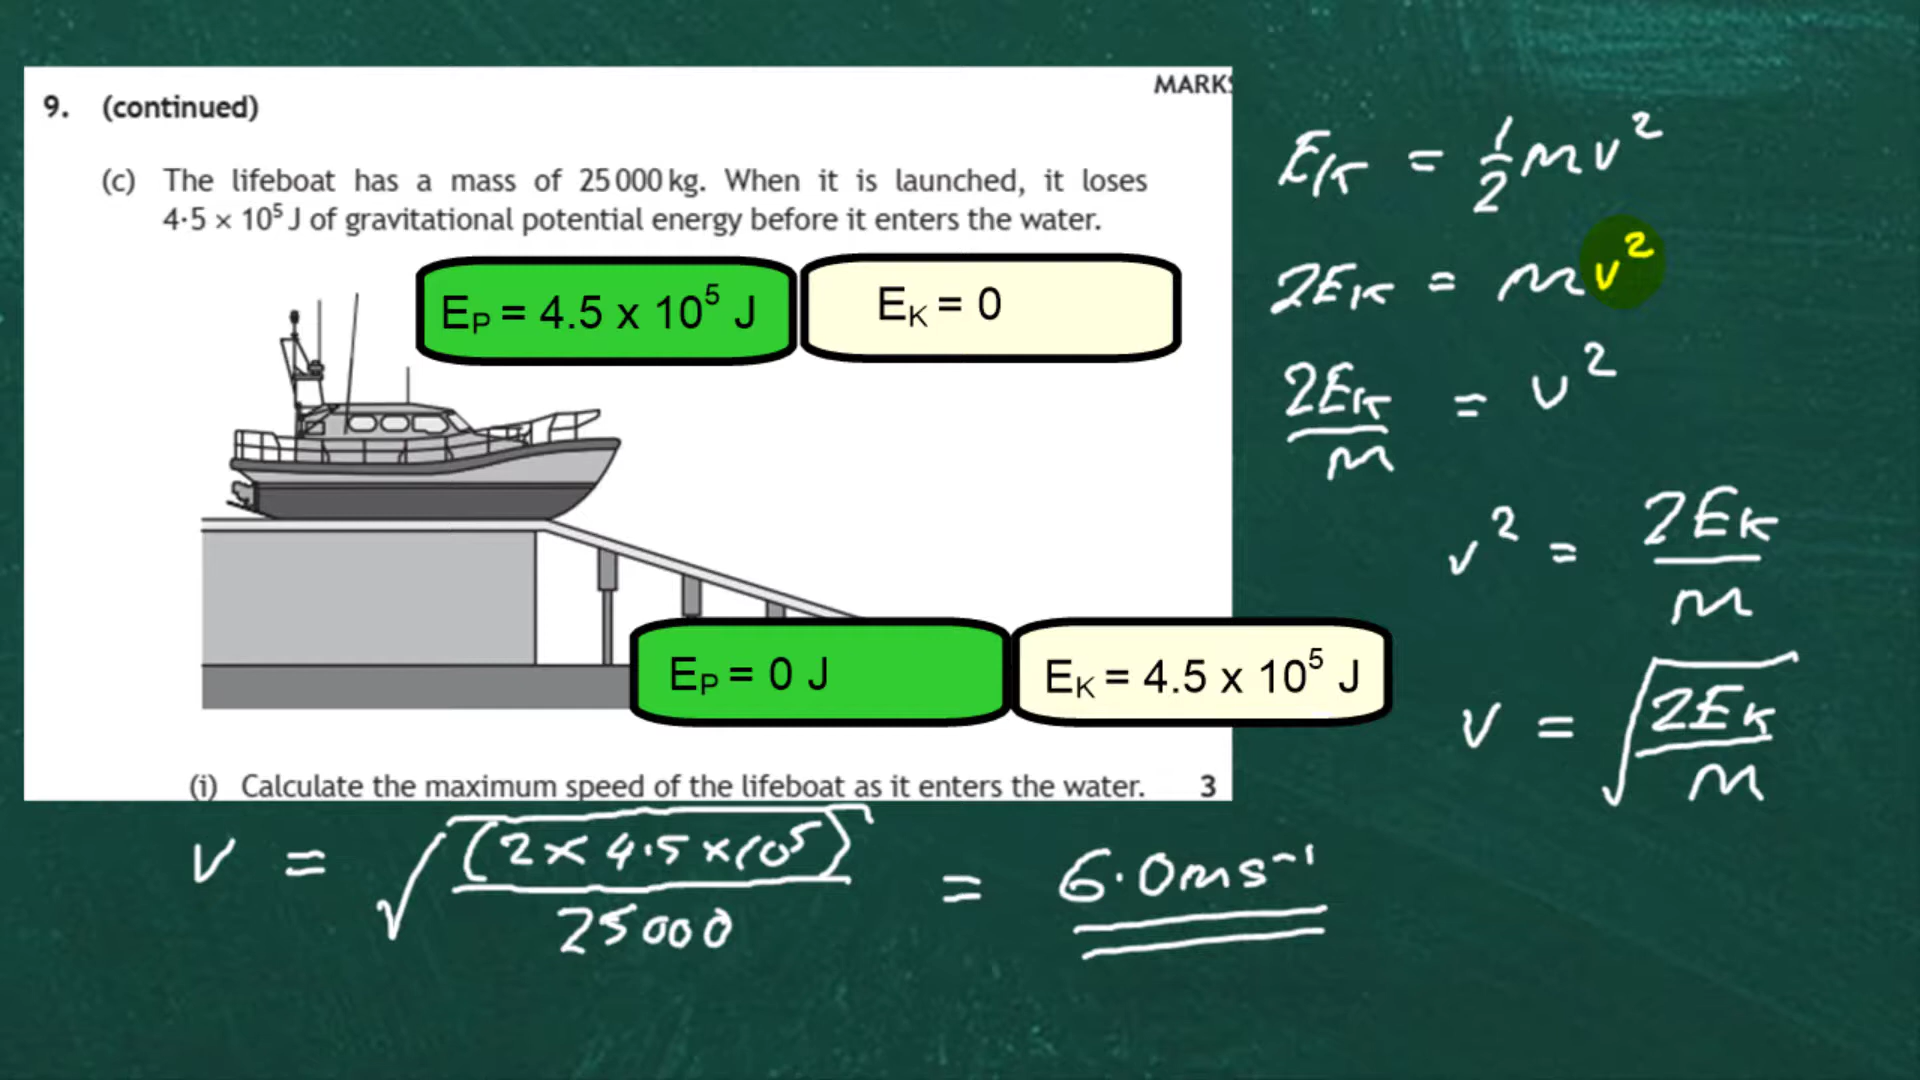 MARKS
9. (continued)
(c) The lifeboat has a mass of 25 000 kg. When it is launched, it loses
4·5 × 10⁵ J of gravitational potential energy before it enters the water.
Eₚ = 4.5 x 10⁵ J
Eₖ = 0
Eₚ = 0 J
Eₖ = 4.5 x 10⁵ J
(i) Calculate the maximum speed of the lifeboat as it enters the water. 3
Eₖ = ½mv²
2Eₖ = mv²
2Eₖ/m = v²
v² = 2Eₖ/m
v = √(2Eₖ/m)
v = √((2×4·5×10⁵)/25000) = 6·0ms⁻¹